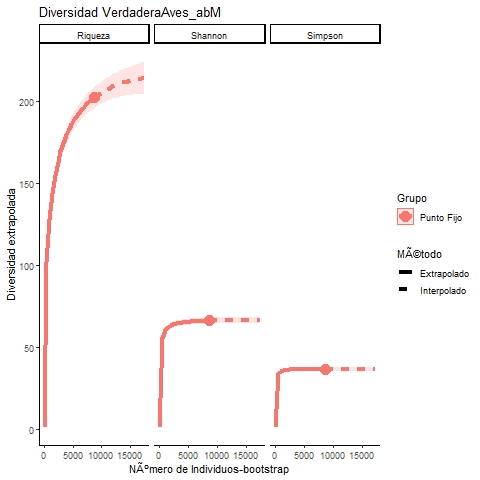 Diversidad VerdaderaAves_abM
Riqueza
Shannon
Simpson
200
150
100
50
0
Diversidad extrapolada
0 5000 10000 15000
0 5000 10000 15000
0 5000 10000 15000
NÃºmero de Individuos-bootstrap
Grupo
Punto Fijo
MÃ©todo
Extrapolado
Interpolado